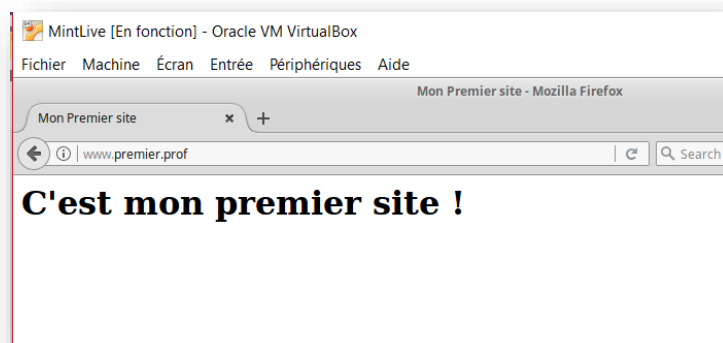 MintLive [En fonction] - Oracle VM VirtualBox
Fichier Machine Écran Entrée Périphériques Aide
Mon Premier site - Mozilla Firefox
Mon Premier site × +
www.premier.prof Search
C'est mon premier site !